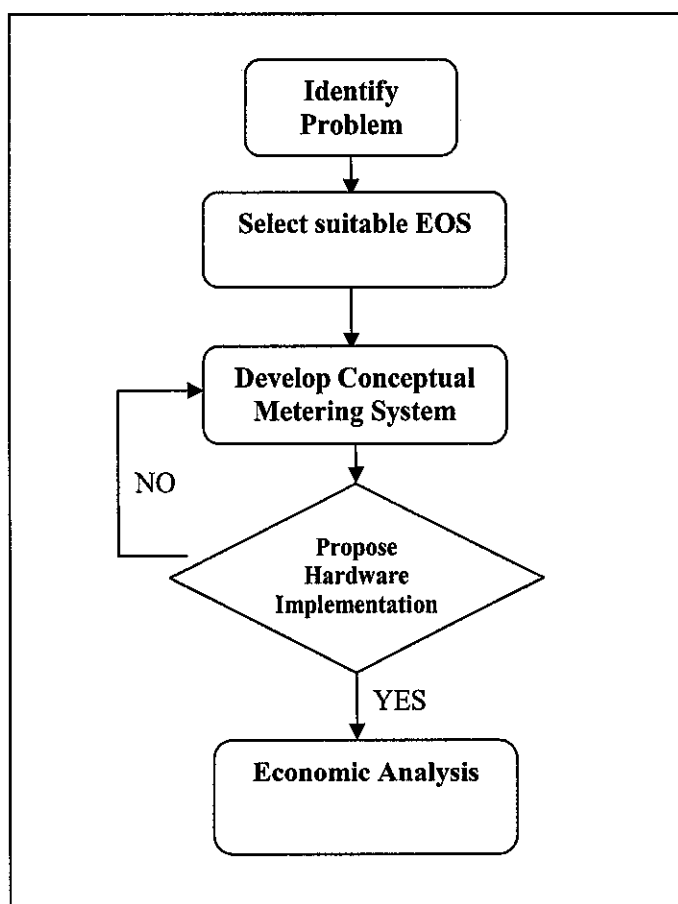 Identify
Problem
Select suitable EOS
Develop Conceptual
Metering System
NO
Propose
Hardware
Implementation
YES
Economic Analysis